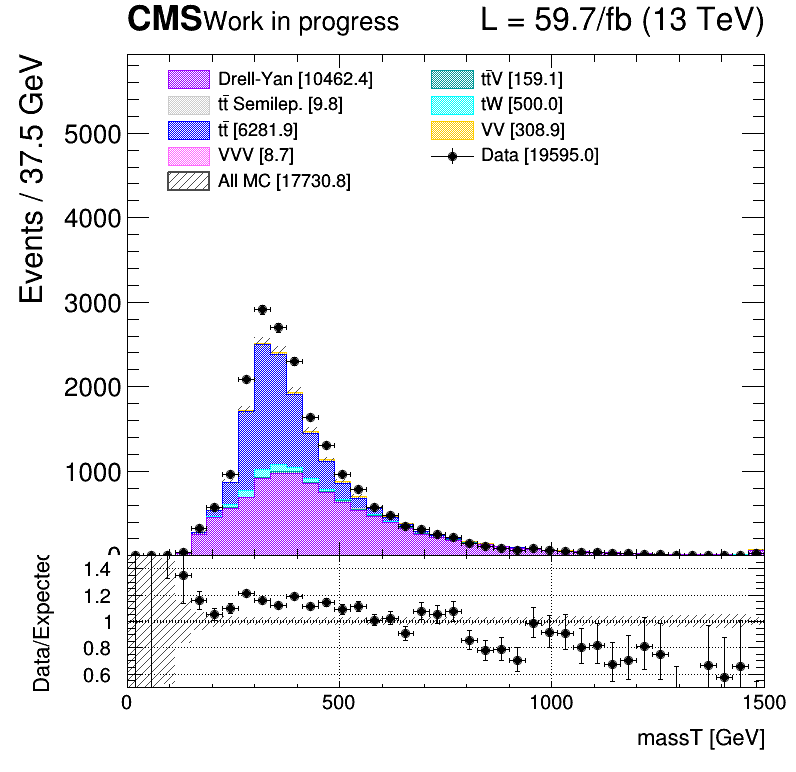 CMS Work in progress L = 59.7/fb (13 TeV)
Drell-Yan [10462.4]
tt̄ Semilep. [9.8]
tt̄ [6281.9]
VVV [8.7]
All MC [17730.8]
tt̄V [159.1]
tW [500.0]
VV [308.9]
Data [19595.0]
Events / 37.5 GeV
5000
4000
3000
2000
1000
0
Data/Expected
1.4
1.2
1
0.8
0.6
0 500 1000 1500
massT [GeV]